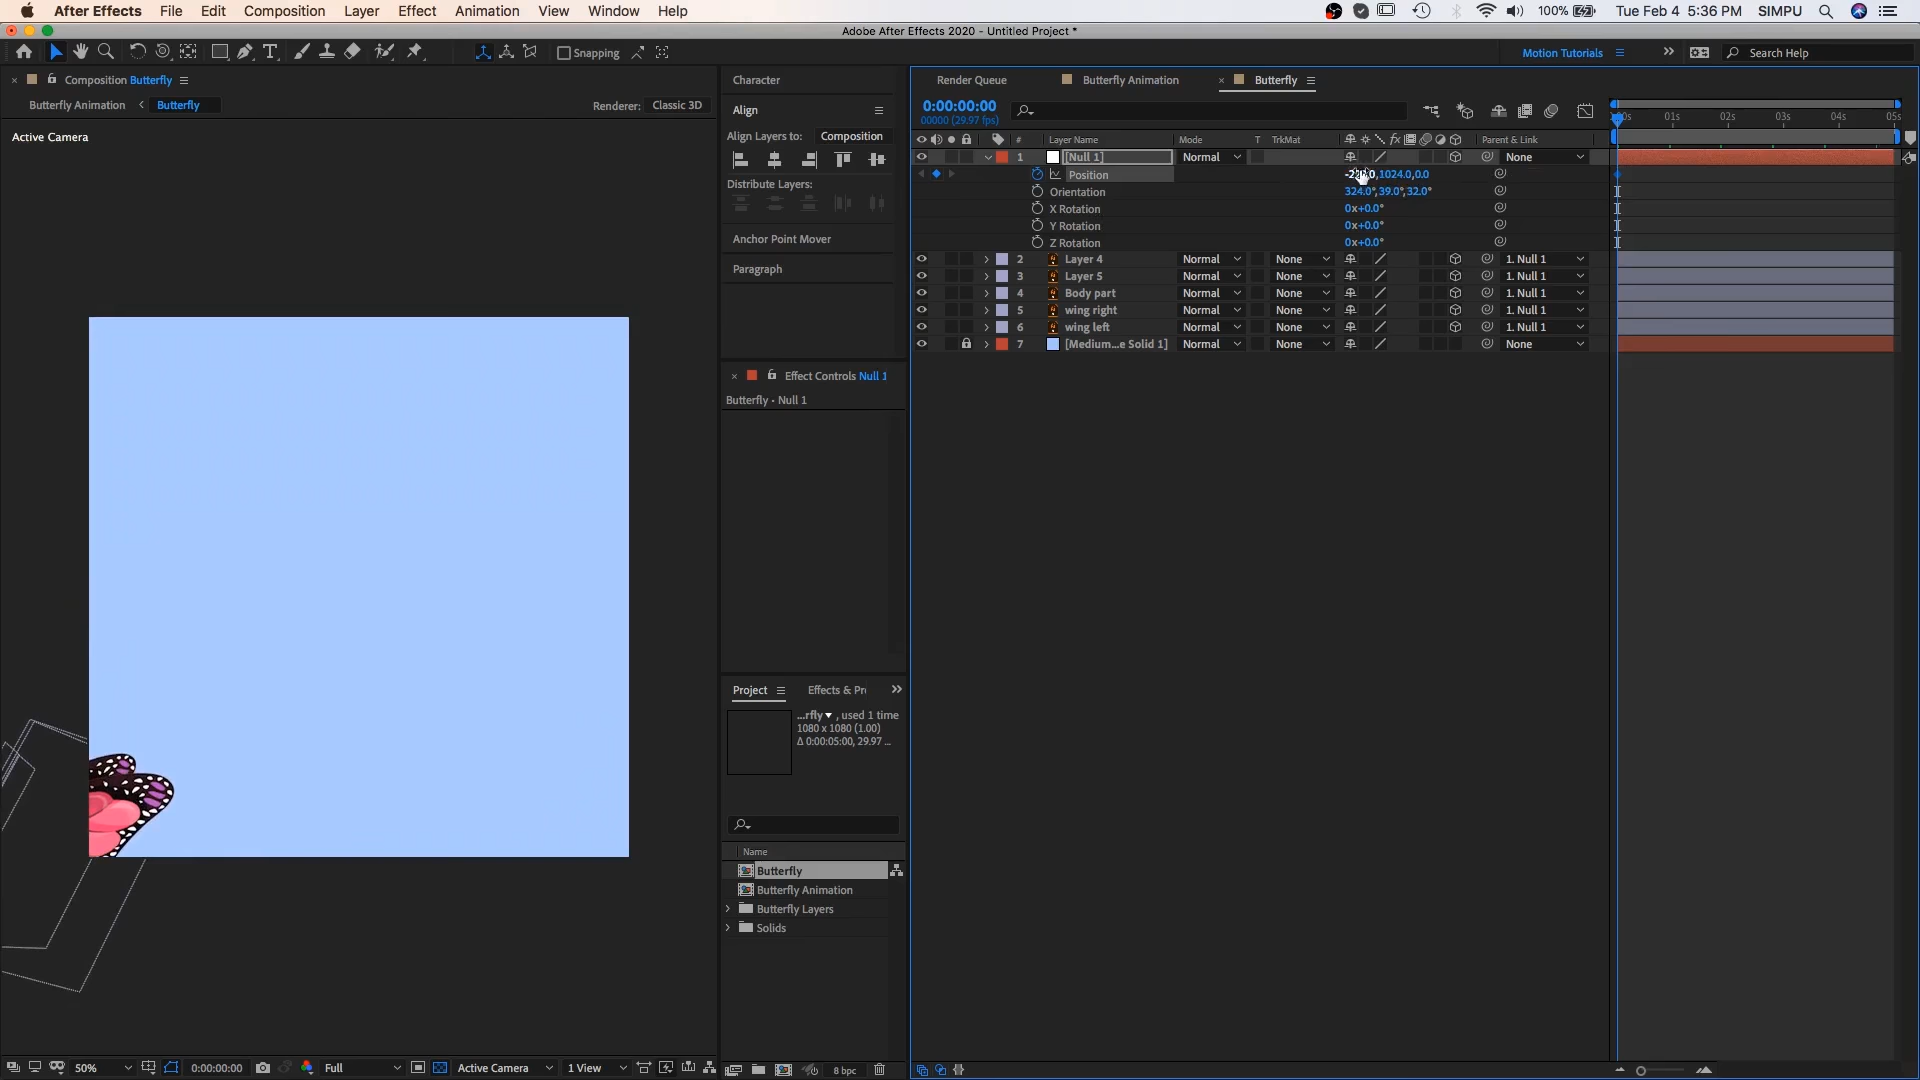 After Effects File Edit Composition Layer Effect Animation View Window Help
100% Tue Feb 4 5:36 PM SIMPU
Adobe After Effects 2020 - Untitled Project *
Snapping
Motion Tutorials
Search Help
Composition Butterfly
Butterfly Animation Butterfly
Renderer: Classic 3D
Active Camera
Character
Align
Align Layers to: Composition
Distribute Layers:
Anchor Point Mover
Paragraph
Effect Controls Null 1
Butterfly • Null 1
Project Effects & Pr
...rfly , used 1 time
1080 x 1080 (1.00)
Δ 0:00:05:00, 29.97 ...
Name
Butterfly
Butterfly Animation
Butterfly Layers
Solids
8 bpc
Render Queue Butterfly Animation Butterfly
0:00:00:00
00000 (29.97 fps)
01s 02s 03s 04s 05s
# Layer Name Mode T TrkMat Parent & Link
1 [Null 1] Normal None
Position 1024.0,0.0
Orientation 324.0°,39.0°,32.0°
X Rotation 0x+0.0°
Y Rotation 0x+0.0°
Z Rotation 0x+0.0°
2 Layer 4 Normal None 1. Null 1
3 Layer 5 Normal None 1. Null 1
4 Body part Normal None 1. Null 1
5 wing right Normal None 1. Null 1
6 wing left Normal None 1. Null 1
7 [Medium...e Solid 1] Normal None None
50% 0:00:00:00 Full Active Camera 1 View